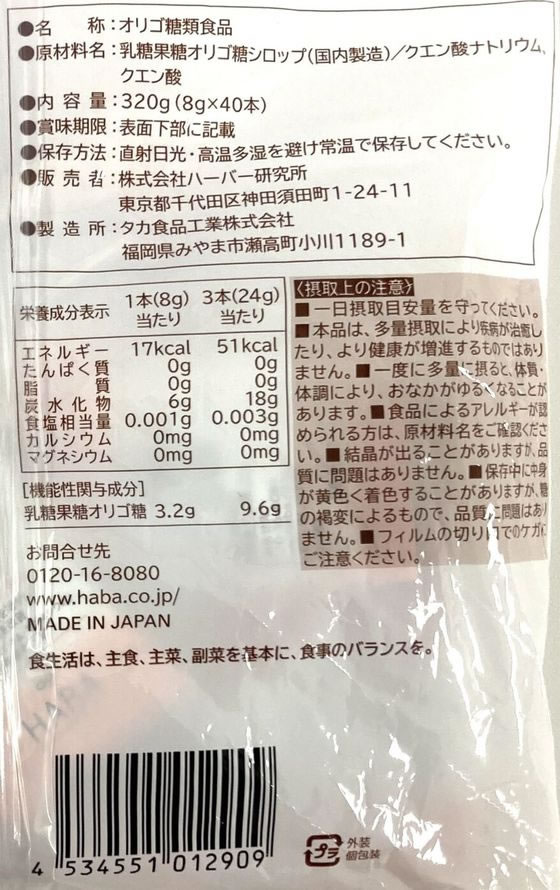 ●名　　称：オリゴ糖類食品
●原材料名：乳糖果糖オリゴ糖シロップ(国内製造)／クエン酸ナトリウム、
クエン酸
●内 容 量：320g(8g×40本)
●賞味期限：表面下部に記載
●保存方法：直射日光・高温多湿を避け常温で保存してください。
●販 売 者：株式会社ハーバー研究所
東京都千代田区神田須田町1-24-11
●製 造 所：タカ食品工業株式会社
福岡県みやま市瀬高町小川1189-1
栄養成分表示 1本(8g)当たり 3本(24g)当たり
エネルギー 17kcal 51kcal
たんぱく質 0g 0g
脂質 0g 0g
炭水化物 6g 18g
食塩相当量 0.001g 0.003g
カルシウム 0mg 0mg
マグネシウム 0mg 0mg
[機能性関与成分]
乳糖果糖オリゴ糖 3.2g 9.6g
〈摂取上の注意〉
■一日摂取目安量を守ってください。
■本品は、多量摂取により疾病が治癒し
たり、より健康が増進するものではあり
ません。■一度に多量に摂ると、体質・
体調により、おなかがゆるくなることが
あります。■食品によるアレルギーが認
められる方は、原材料名をご確認くださ
い。■結晶が出ることがありますが、品
質に問題はありません。■保存中に中身
が黄色く着色することがありますが、糖
の褐変によるもので、品質に問題はあり
ません。■フィルムの切り口でのケガに
ご注意ください。
お問合せ先
0120-16-8080
www.haba.co.jp/
MADE IN JAPAN
食生活は、主食、主菜、副菜を基本に、食事のバランスを。
4 534551 012909
プラ 外装
個包装